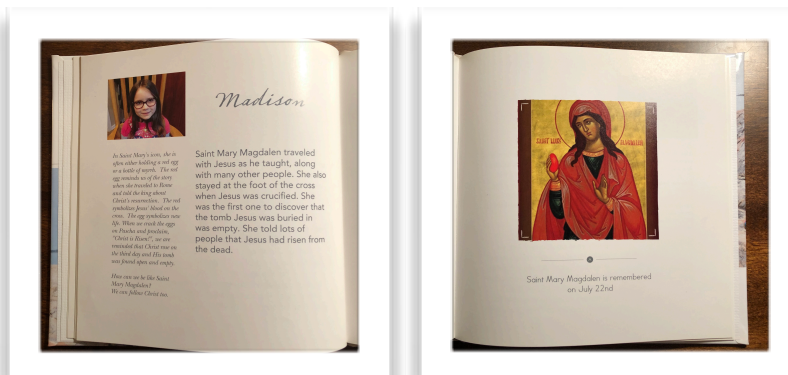 Madison
In Saint Mary's icon, she is
often either holding a red egg
or a bottle of myrrh. The red
egg reminds us of the story
when she traveled to Rome
and told the king about
Christ's resurrection. The red
symbolizes Jesus' blood on the
cross. The egg symbolizes new
life. When we crack the eggs
on Pascha and proclaim,
"Christ is Risen!", we are
reminded that Christ rose on
the third day and His tomb
was found open and empty.
How can we be like Saint
Mary Magdalen?
We can follow Christ too.
Saint Mary Magdalen traveled
with Jesus as he taught, along
with many other people. She also
stayed at the foot of the cross
when Jesus was crucified. She
was the first one to discover that
the tomb Jesus was buried in
was empty. She told lots of
people that Jesus had risen from
the dead.
SAINT MARY
Saint Mary Magdalen is remembered
on July 22nd